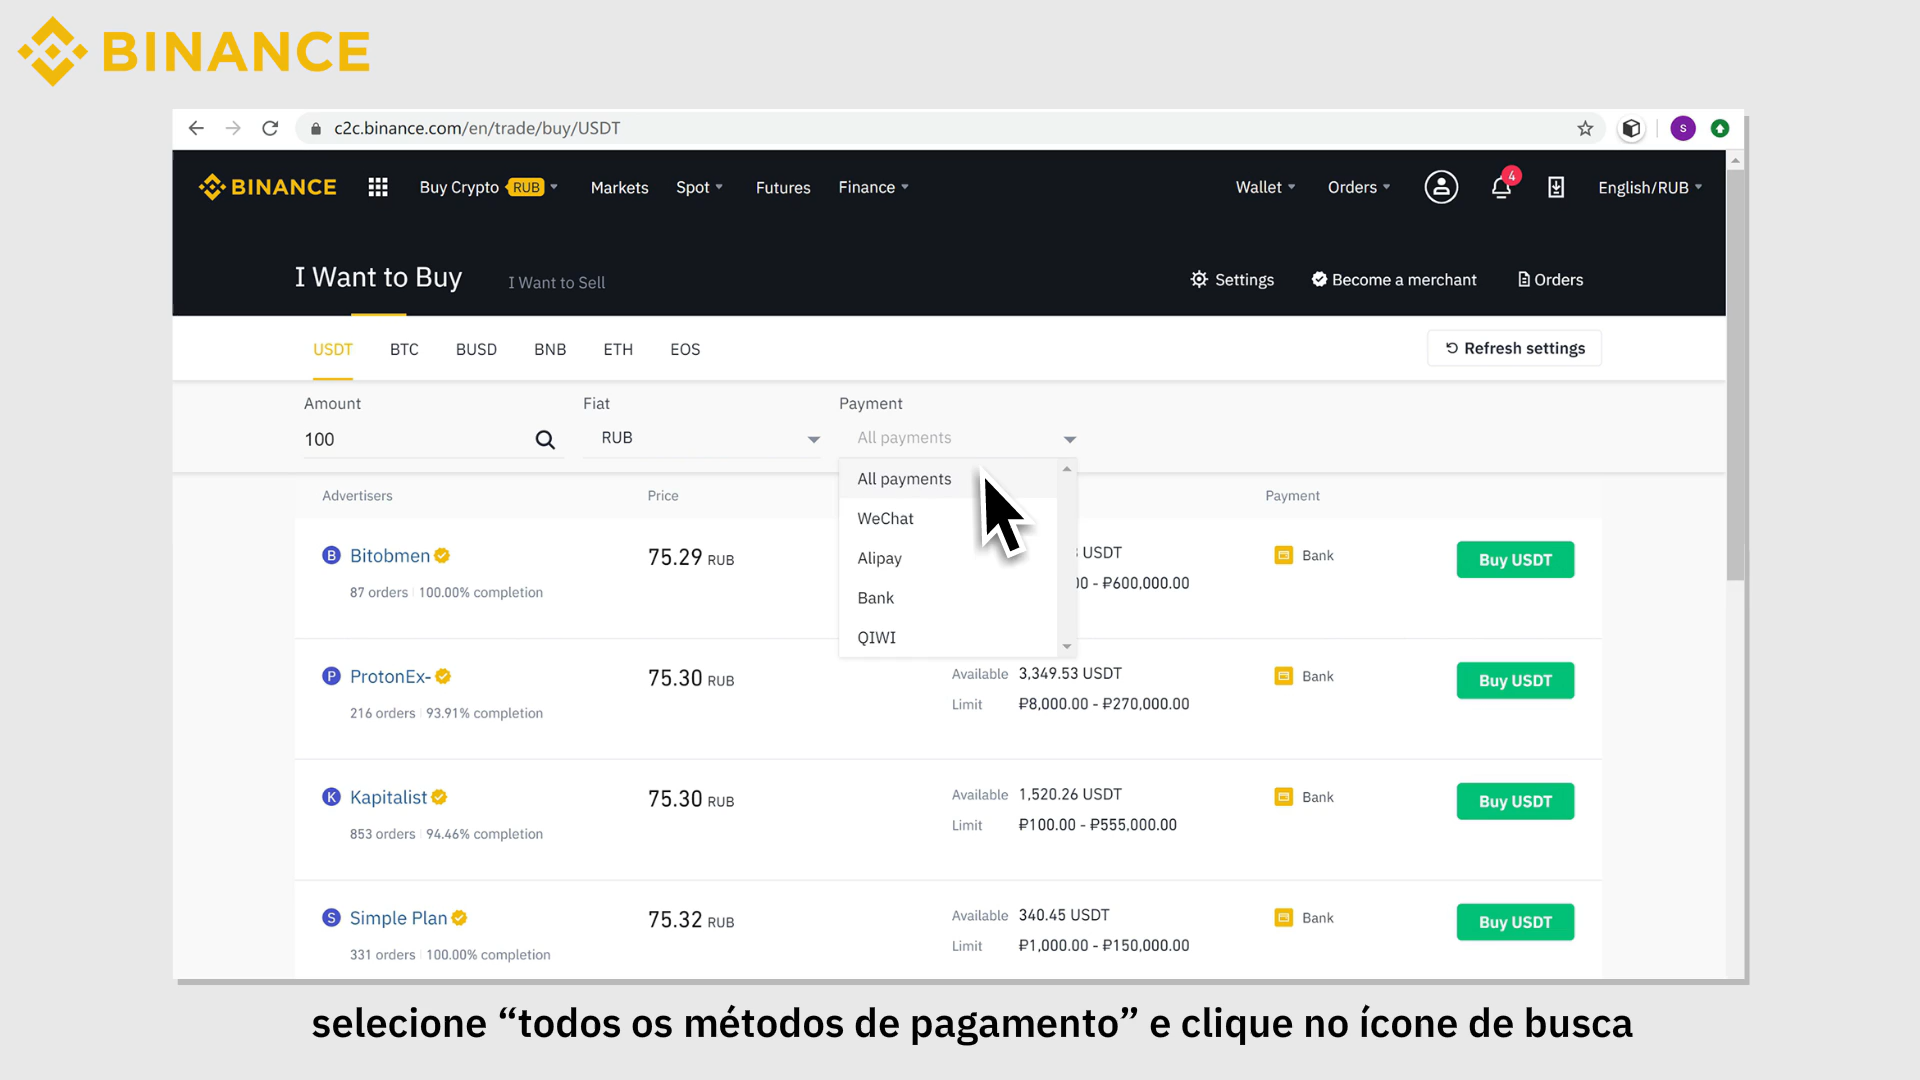 BINANCE
c2c.binance.com/en/trade/buy/USDT
S
BINANCE Buy Crypto RUB Markets Spot Futures Finance Wallet Orders 4 English/RUB
I Want to Buy I Want to Sell Settings Become a merchant Orders
USDT BTC BUSD BNB ETH EOS Refresh settings
Amount Fiat Payment
100 RUB All payments
All payments
WeChat
Alipay
Bank
QIWI
Advertisers Price Payment
B Bitobmen 75.29 RUB USDT Bank Buy USDT
87 orders 100.00% completion - ₽600,000.00
P ProtonEx- 75.30 RUB Available 3,349.53 USDT Bank Buy USDT
216 orders 93.91% completion Limit ₽8,000.00 - ₽270,000.00
K Kapitalist 75.30 RUB Available 1,520.26 USDT Bank Buy USDT
853 orders 94.46% completion Limit ₽100.00 - ₽555,000.00
S Simple Plan 75.32 RUB Available 340.45 USDT Bank Buy USDT
331 orders 100.00% completion Limit ₽1,000.00 - ₽150,000.00
selecione “todos os métodos de pagamento” e clique no ícone de busca